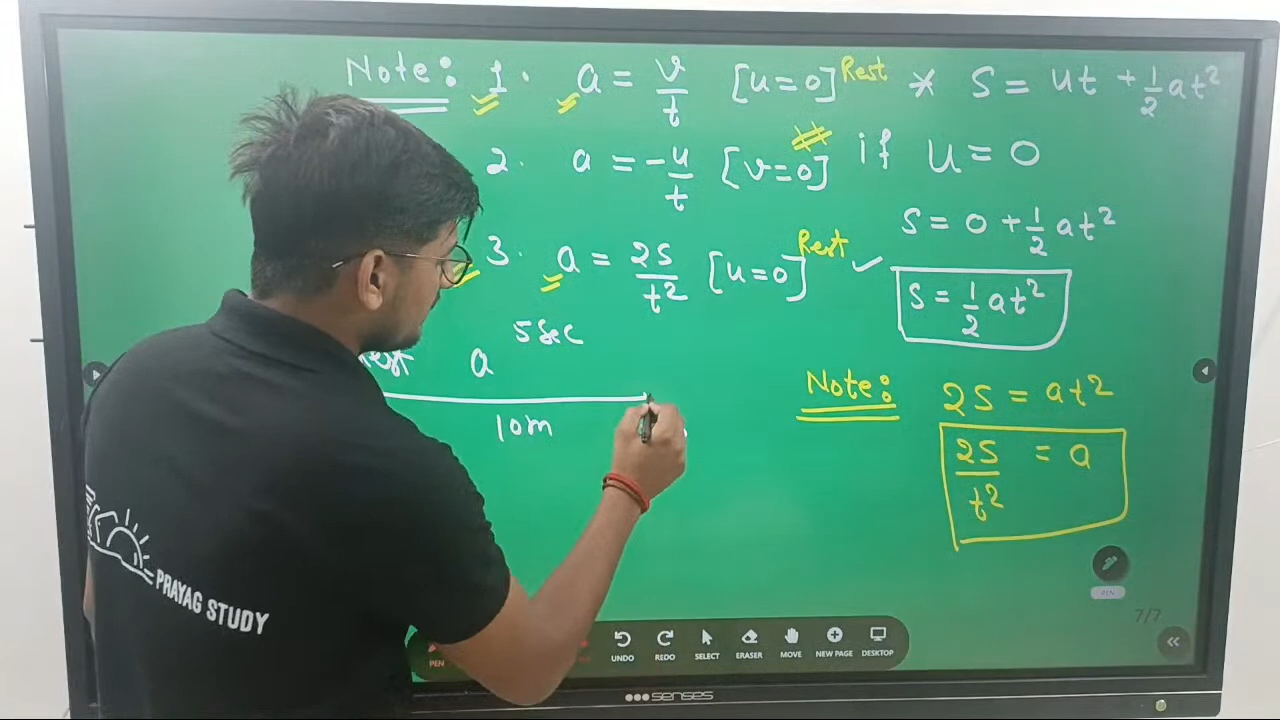 Note: 1. a = v/t [u=0] Rest * S = ut + 1/2 at²
2. a = -u/t [v=0] if u = 0
S = 0 + 1/2 at²
3. a = 2S/t² [u=0] Rest ✓
S = 1/2 at²
a 5 Sec
10m
Note: 2S = at²
2S/t² = a
PRAYAG STUDY
PEN
7/7
PEN UNDO REDO SELECT ERASER MOVE NEW PAGE DESKTOP
senses